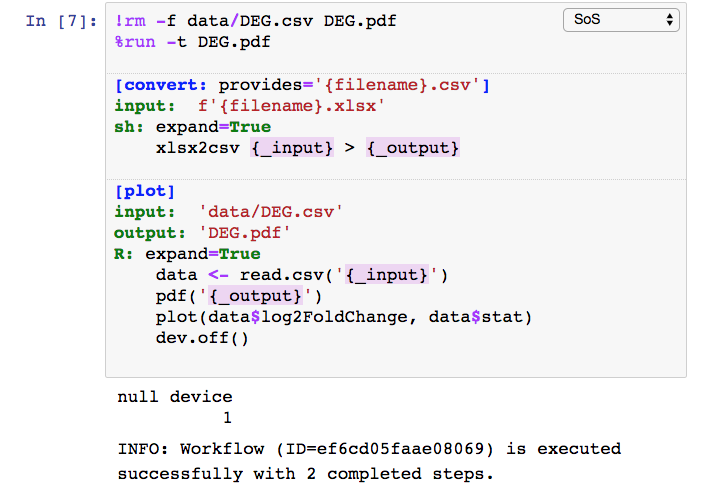 In [7]: !rm -f data/DEG.csv DEG.pdf SoS
%run -t DEG.pdf
[convert: provides='{filename}.csv']
input:  f'{filename}.xlsx'
sh: expand=True
    xlsx2csv {_input} > {_output}
[plot]
input:  'data/DEG.csv'
output: 'DEG.pdf'
R: expand=True
    data <- read.csv('{_input}')
    pdf('{_output}')
    plot(data$log2FoldChange, data$stat)
    dev.off()
null device
          1
INFO: Workflow (ID=ef6cd05faae08069) is executed
successfully with 2 completed steps.